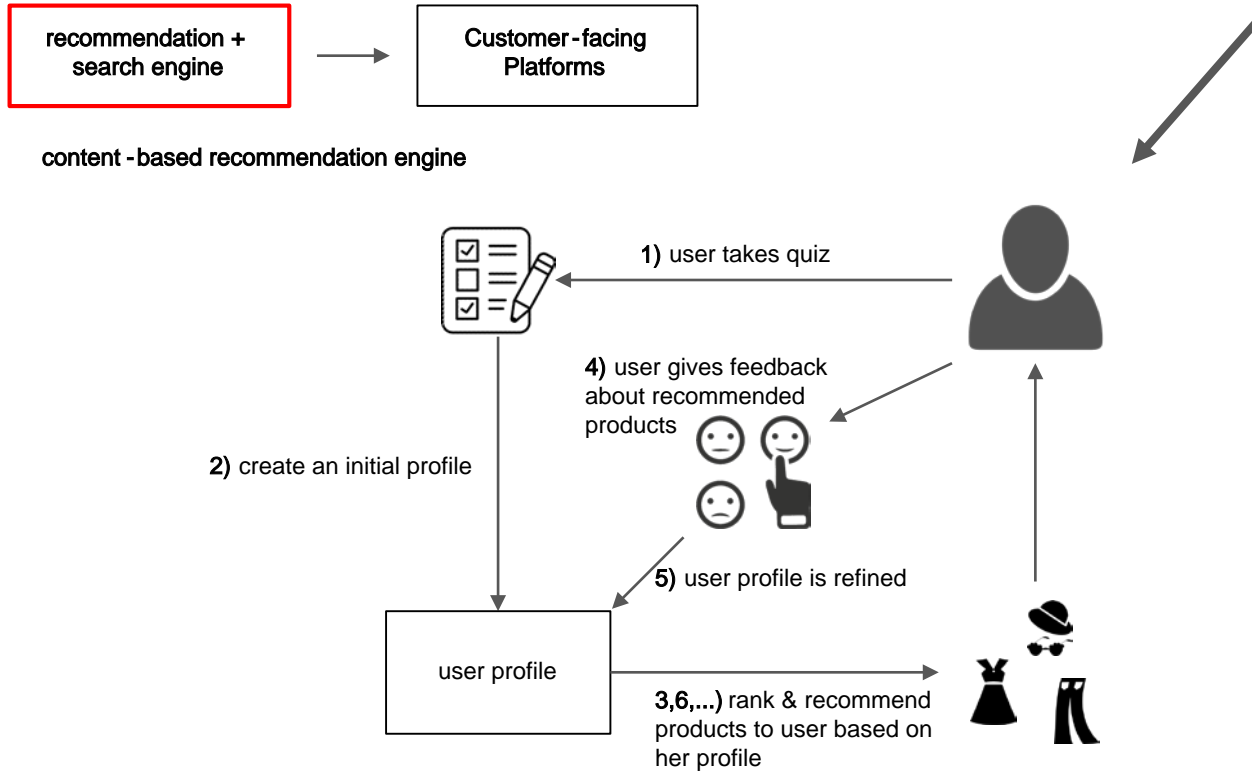 recommendation +
search engine
Customer-facing
Platforms
content-based recommendation engine
1) user takes quiz
4) user gives feedback
about recommended
products
2) create an initial profile
5) user profile is refined
user profile
3,6,...) rank & recommend
products to user based on
her profile